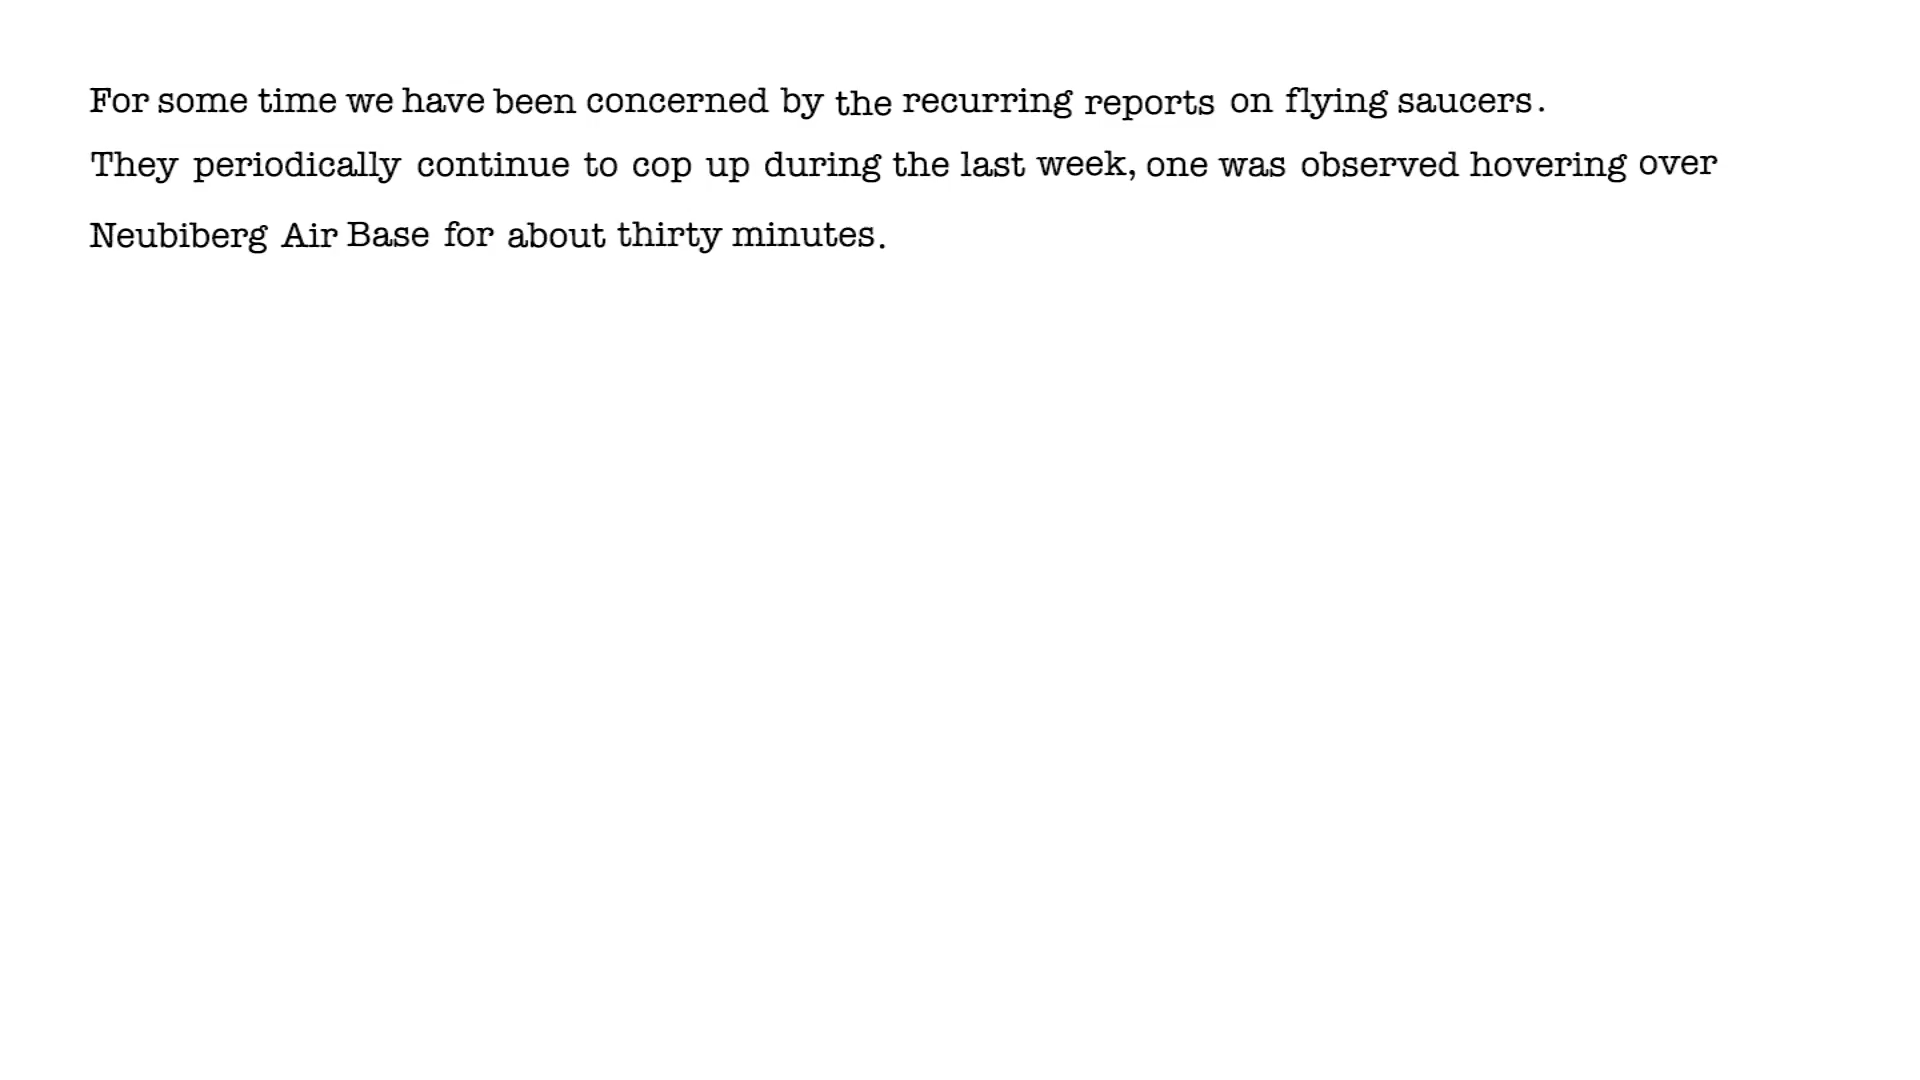 For some time we have been concerned by the recurring reports on flying saucers.
They periodically continue to cop up during the last week, one was observed hovering over
Neubiberg Air Base for about thirty minutes.